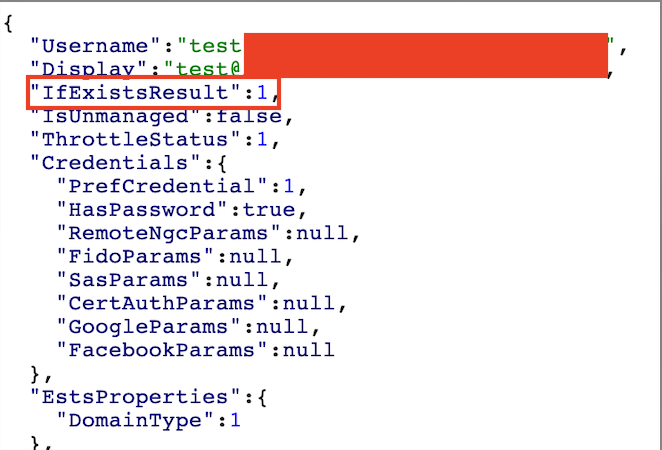 {
"Username":"test ",
"Display":"test@ ,
"IfExistsResult":1,
"IsUnmanaged":false,
"ThrottleStatus":1,
"Credentials":{
"PrefCredential":1,
"HasPassword":true,
"RemoteNgcParams":null,
"FidoParams":null,
"SasParams":null,
"CertAuthParams":null,
"GoogleParams":null,
"FacebookParams":null
},
"EstsProperties":{
"DomainType":1
},